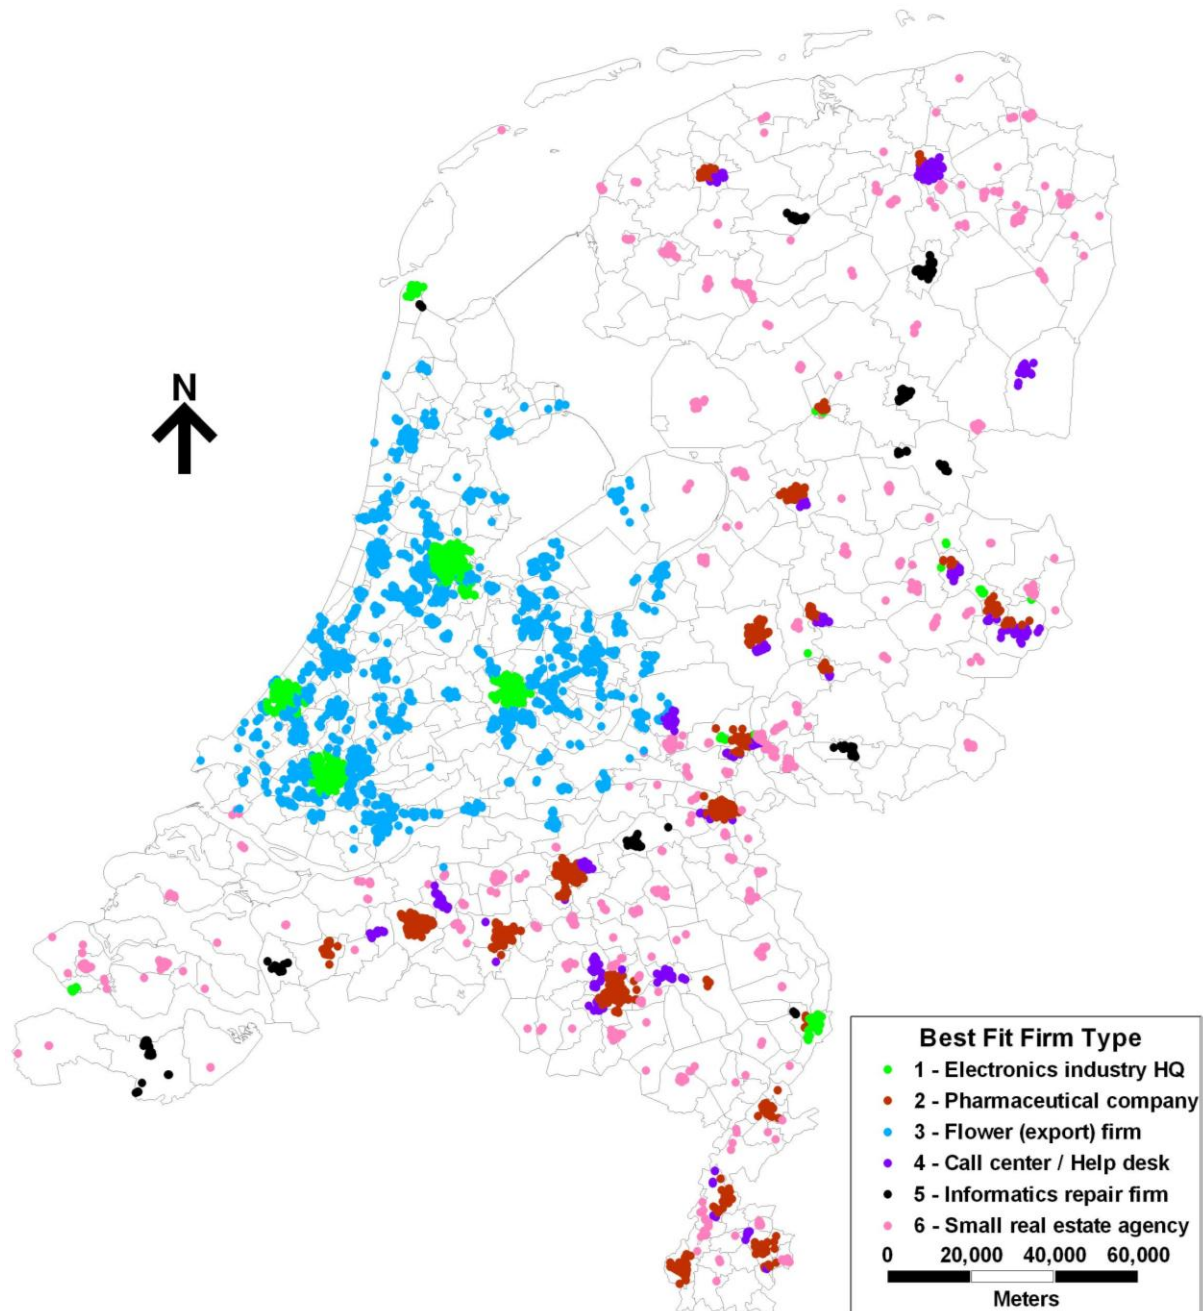 N
Best Fit Firm Type
1 - Electronics industry HQ
2 - Pharmaceutical company
3 - Flower (export) firm
4 - Call center / Help desk
5 - Informatics repair firm
6 - Small real estate agency
0 20,000 40,000 60,000
Meters